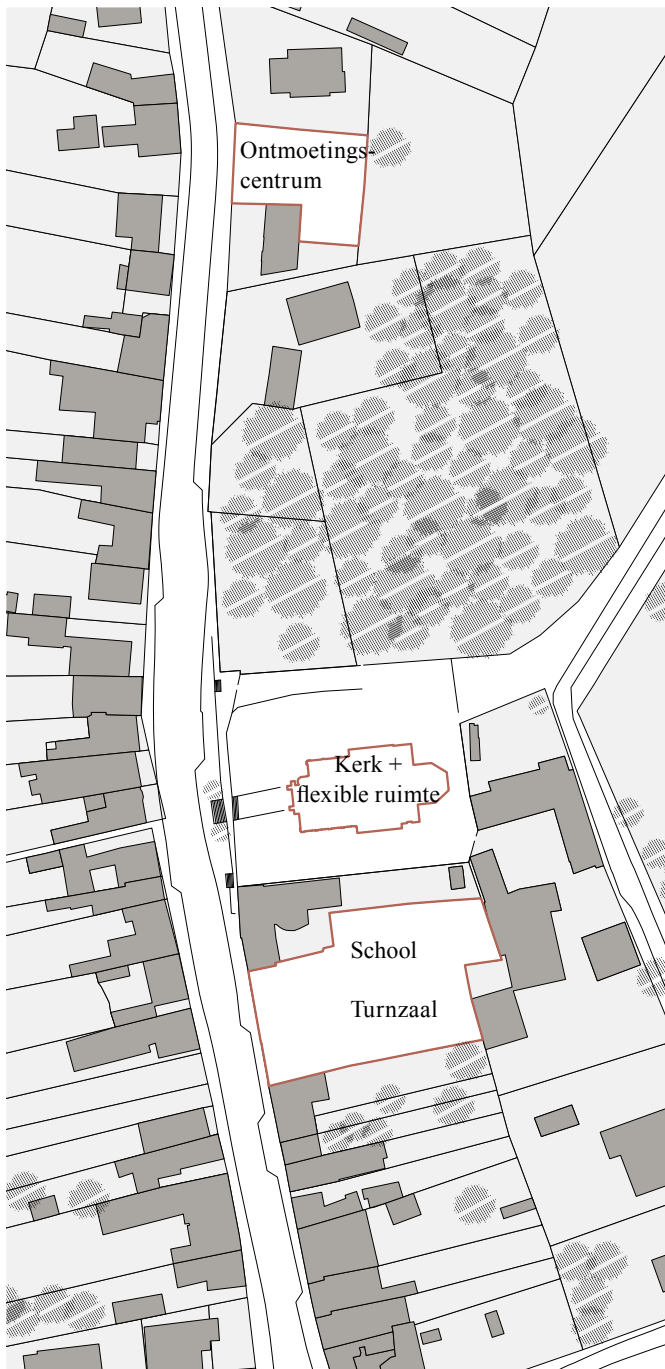 Ontmoetings-
centrum
Kerk +
flexible ruimte
School
Turnzaal